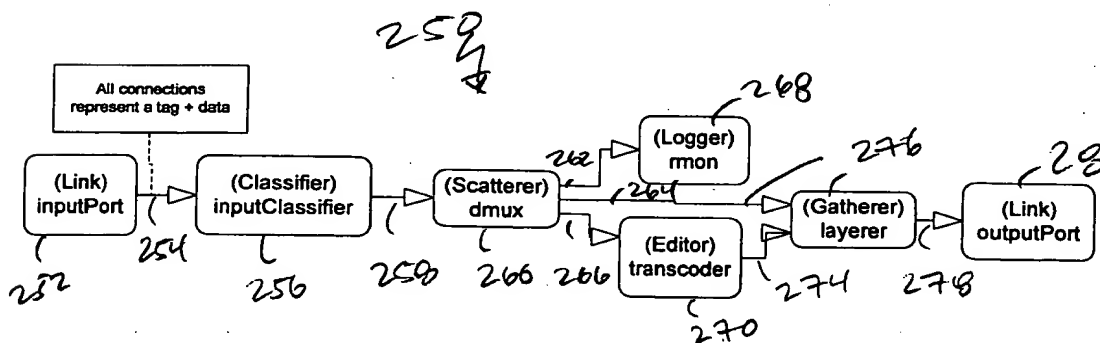 250
All connections
represent a tag + data
268
(Link)
inputPort
(Classifier)
inputClassifier
(Scatterer)
dmux
(Logger)
rmon
(Editor)
transcoder
(Gatherer)
layerer
(Link)
outputPort
262
264
276
28
252
254
256
258
260
266
270
274
278